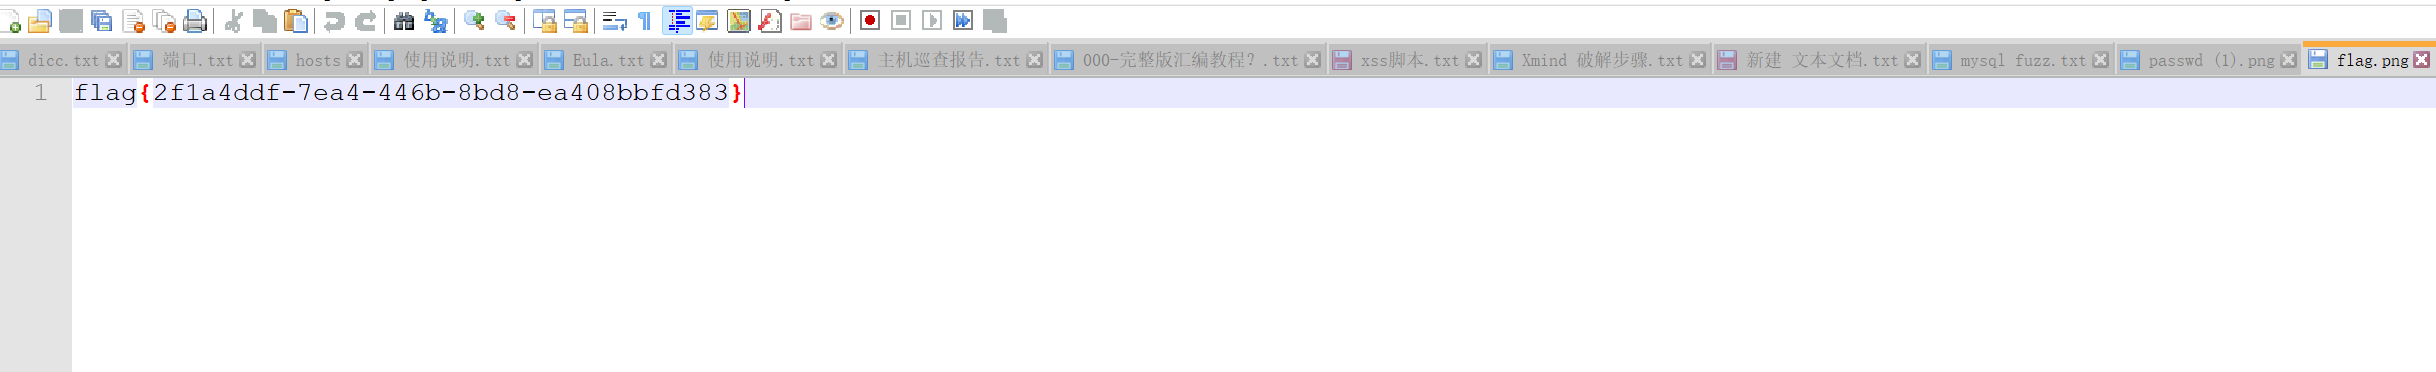 dicc.txt 端口.txt hosts 使用说明.txt Eula.txt 使用说明.txt 主机巡查报告.txt 000-完整版汇编教程？.txt xss脚本.txt Xmind 破解步骤.txt 新建 文本文档.txt mysql fuzz.txt passwd (1).png flag.png
1 flag{2f1a4ddf-7ea4-446b-8bd8-ea408bbfd383}